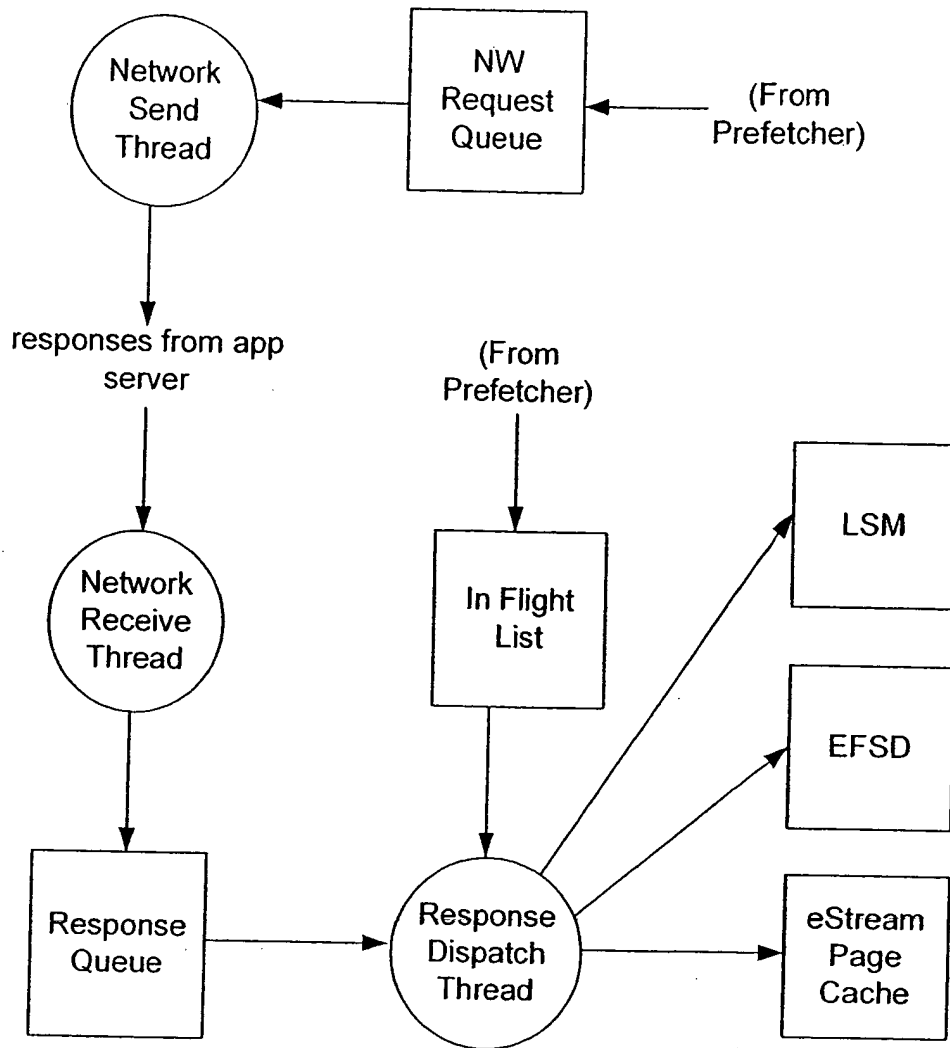 Network
Send
Thread
NW
Request
Queue
(From
Prefetcher)
responses from app
server
(From
Prefetcher)
LSM
Network
Receive
Thread
In Flight
List
EFSD
Response
Queue
Response
Dispatch
Thread
eStream
Page
Cache